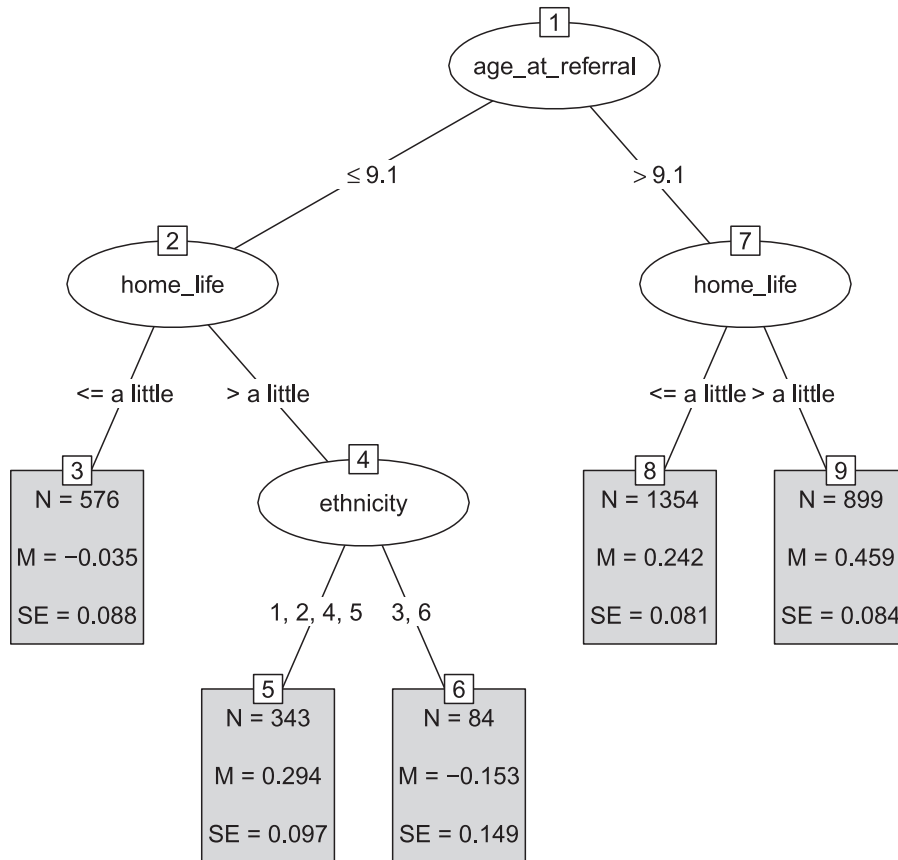 1
age_at_referral
≤ 9.1
> 9.1
2
home_life
7
home_life
<= a little
> a little
<= a little
> a little
3
N = 576
M = −0.035
SE = 0.088
4
ethnicity
8
N = 1354
M = 0.242
SE = 0.081
9
N = 899
M = 0.459
SE = 0.084
1, 2, 4, 5
3, 6
5
N = 343
M = 0.294
SE = 0.097
6
N = 84
M = −0.153
SE = 0.149